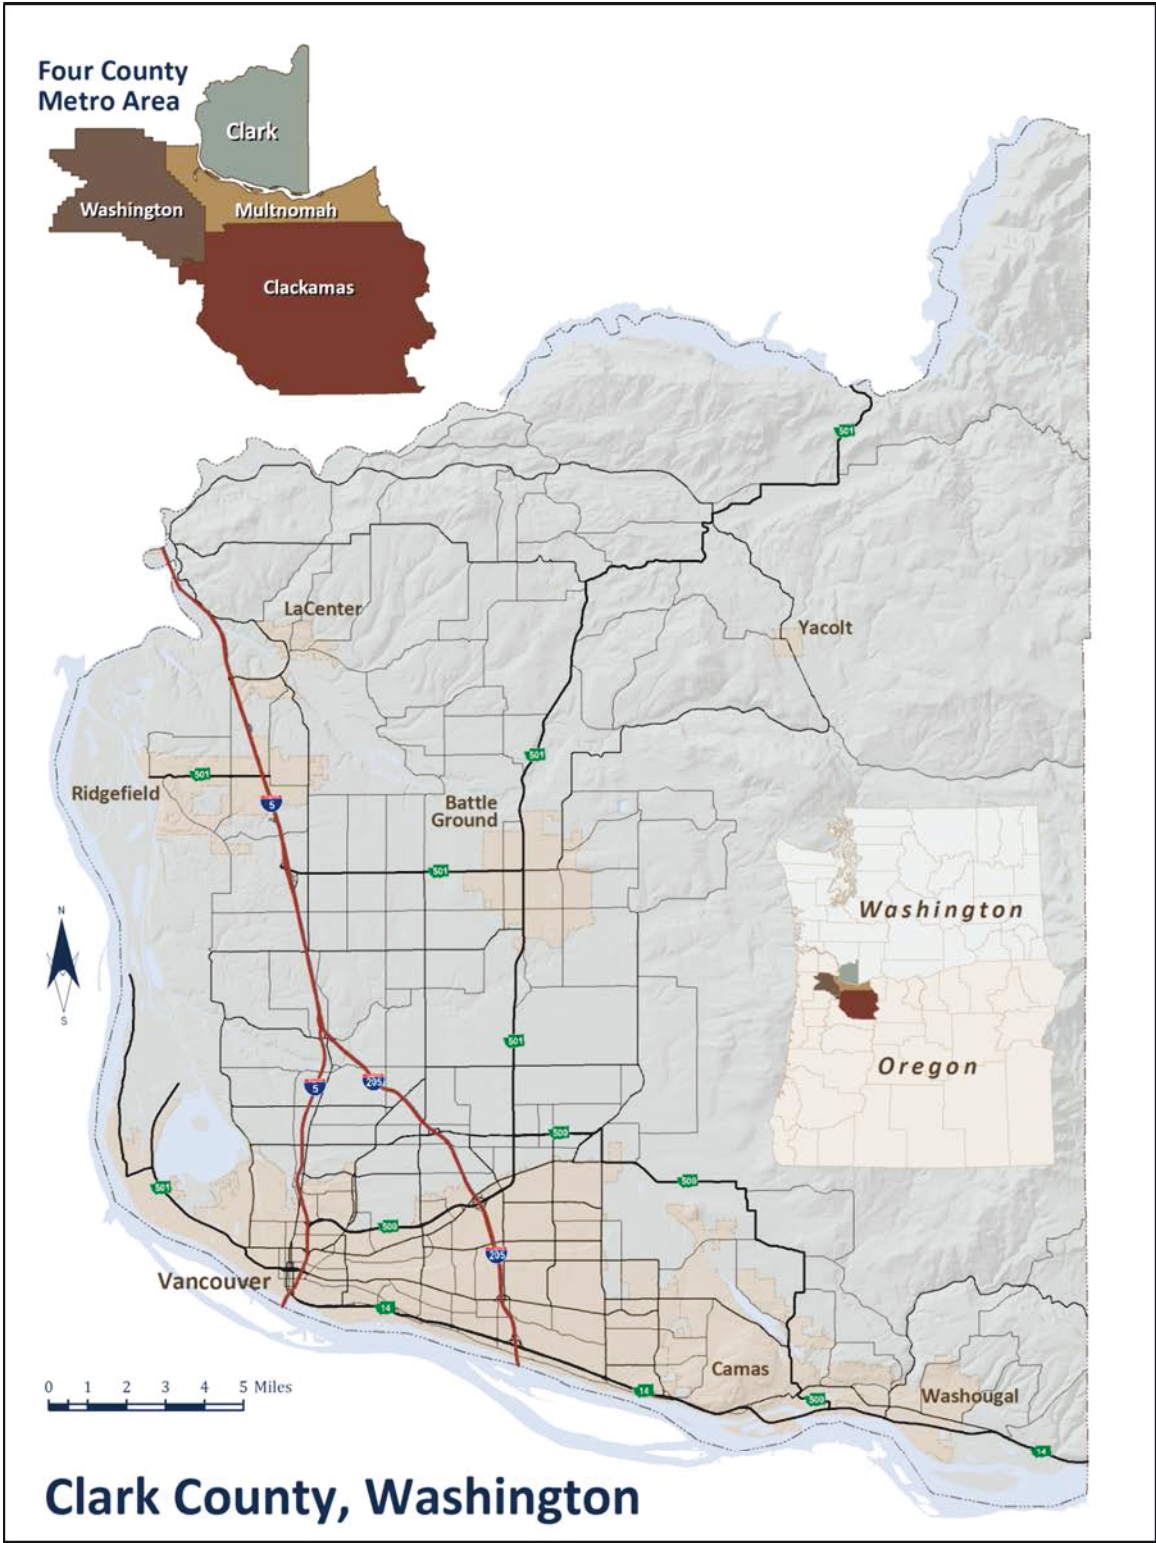 Four County
Metro Area
Clark
Washington
Multnomah
Clackamas
501
LaCenter
Yacolt
501
501
Ridgefield
5
Battle
Ground
501
N
S
Washington
Oregon
501
5
205
500
501
500
500
205
Vancouver
14
Camas
14
500
Washougal
0 1 2 3 4 5 Miles
14
Clark County, Washington